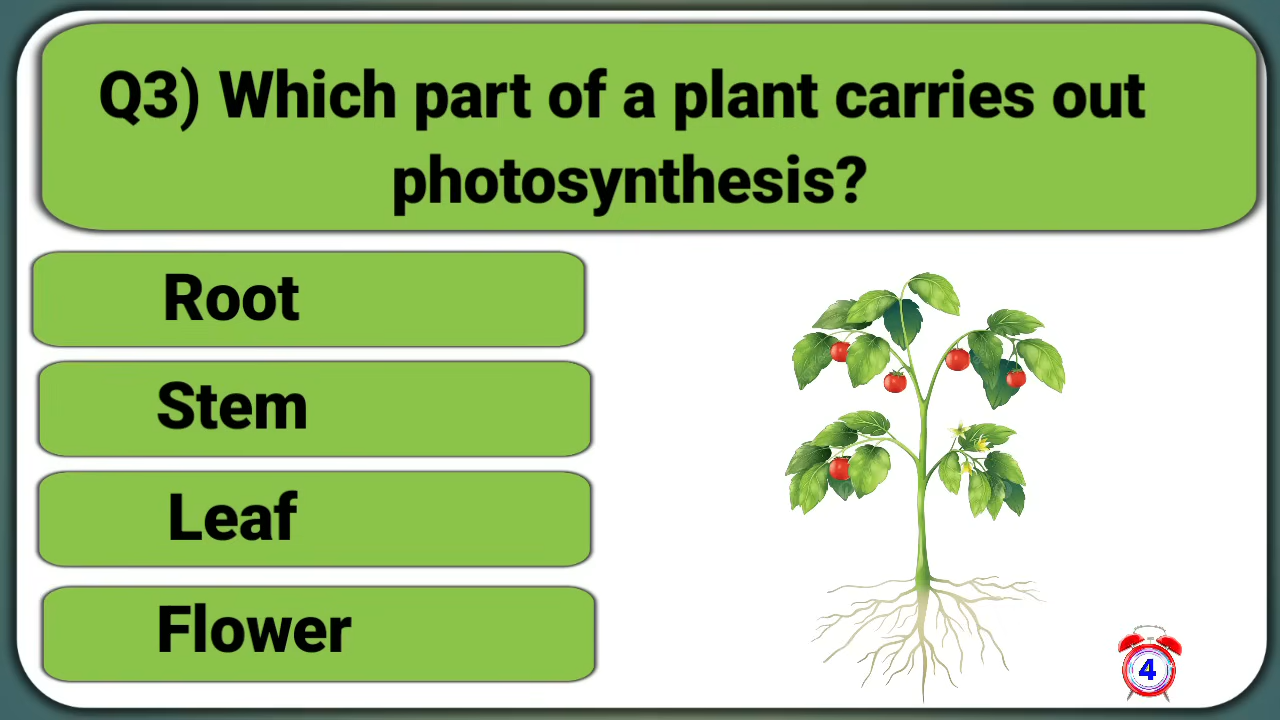 Q3) Which part of a plant carries out
photosynthesis?
Root
Stem
Leaf
Flower
4